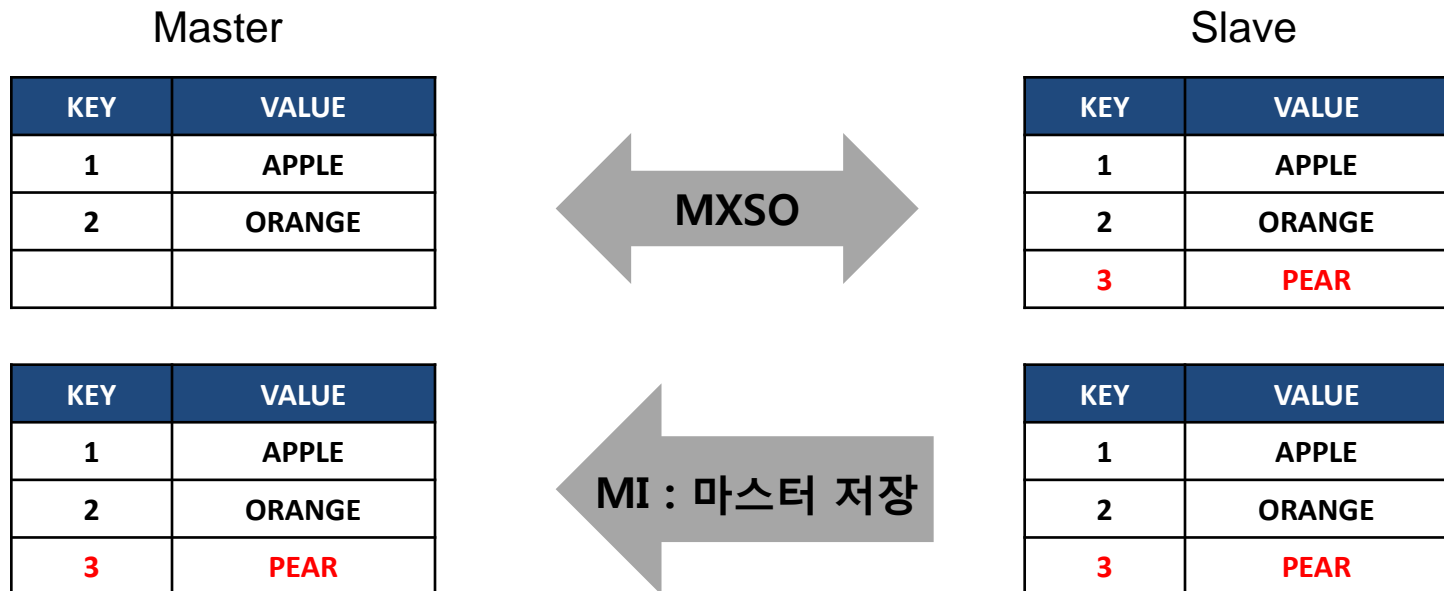 Master
Slave
KEY VALUE
1 APPLE
2 ORANGE
MXSO
KEY VALUE
1 APPLE
2 ORANGE
3 PEAR
KEY VALUE
1 APPLE
2 ORANGE
3 PEAR
MI : 마스터 저장
KEY VALUE
1 APPLE
2 ORANGE
3 PEAR